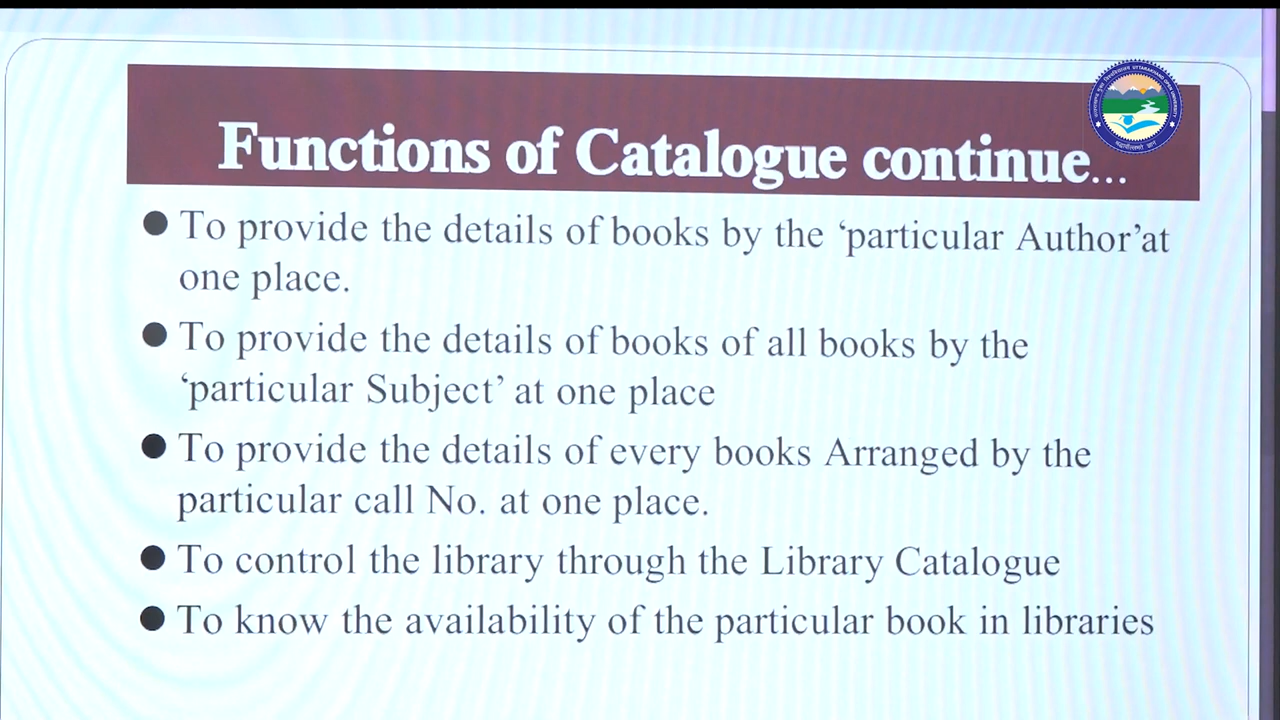 Functions of Catalogue continue...
● To provide the details of books by the ‘particular Author’at
one place.
● To provide the details of books of all books by the
‘particular Subject’ at one place
● To provide the details of every books Arranged by the
particular call No. at one place.
● To control the library through the Library Catalogue
● To know the availability of the particular book in libraries
UTTARAKHAND OPEN UNIVERSITY